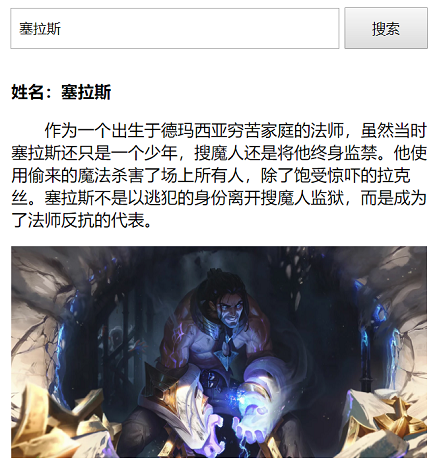 塞拉斯
搜索
姓名：塞拉斯
作为一个出生于德玛西亚穷苦家庭的法师，虽然当时
塞拉斯还只是一个少年，搜魔人还是将他终身监禁。他使
用偷来的魔法杀害了场上所有人，除了饱受惊吓的拉克
丝。塞拉斯不是以逃犯的身份离开搜魔人监狱，而是成为
了法师反抗的代表。